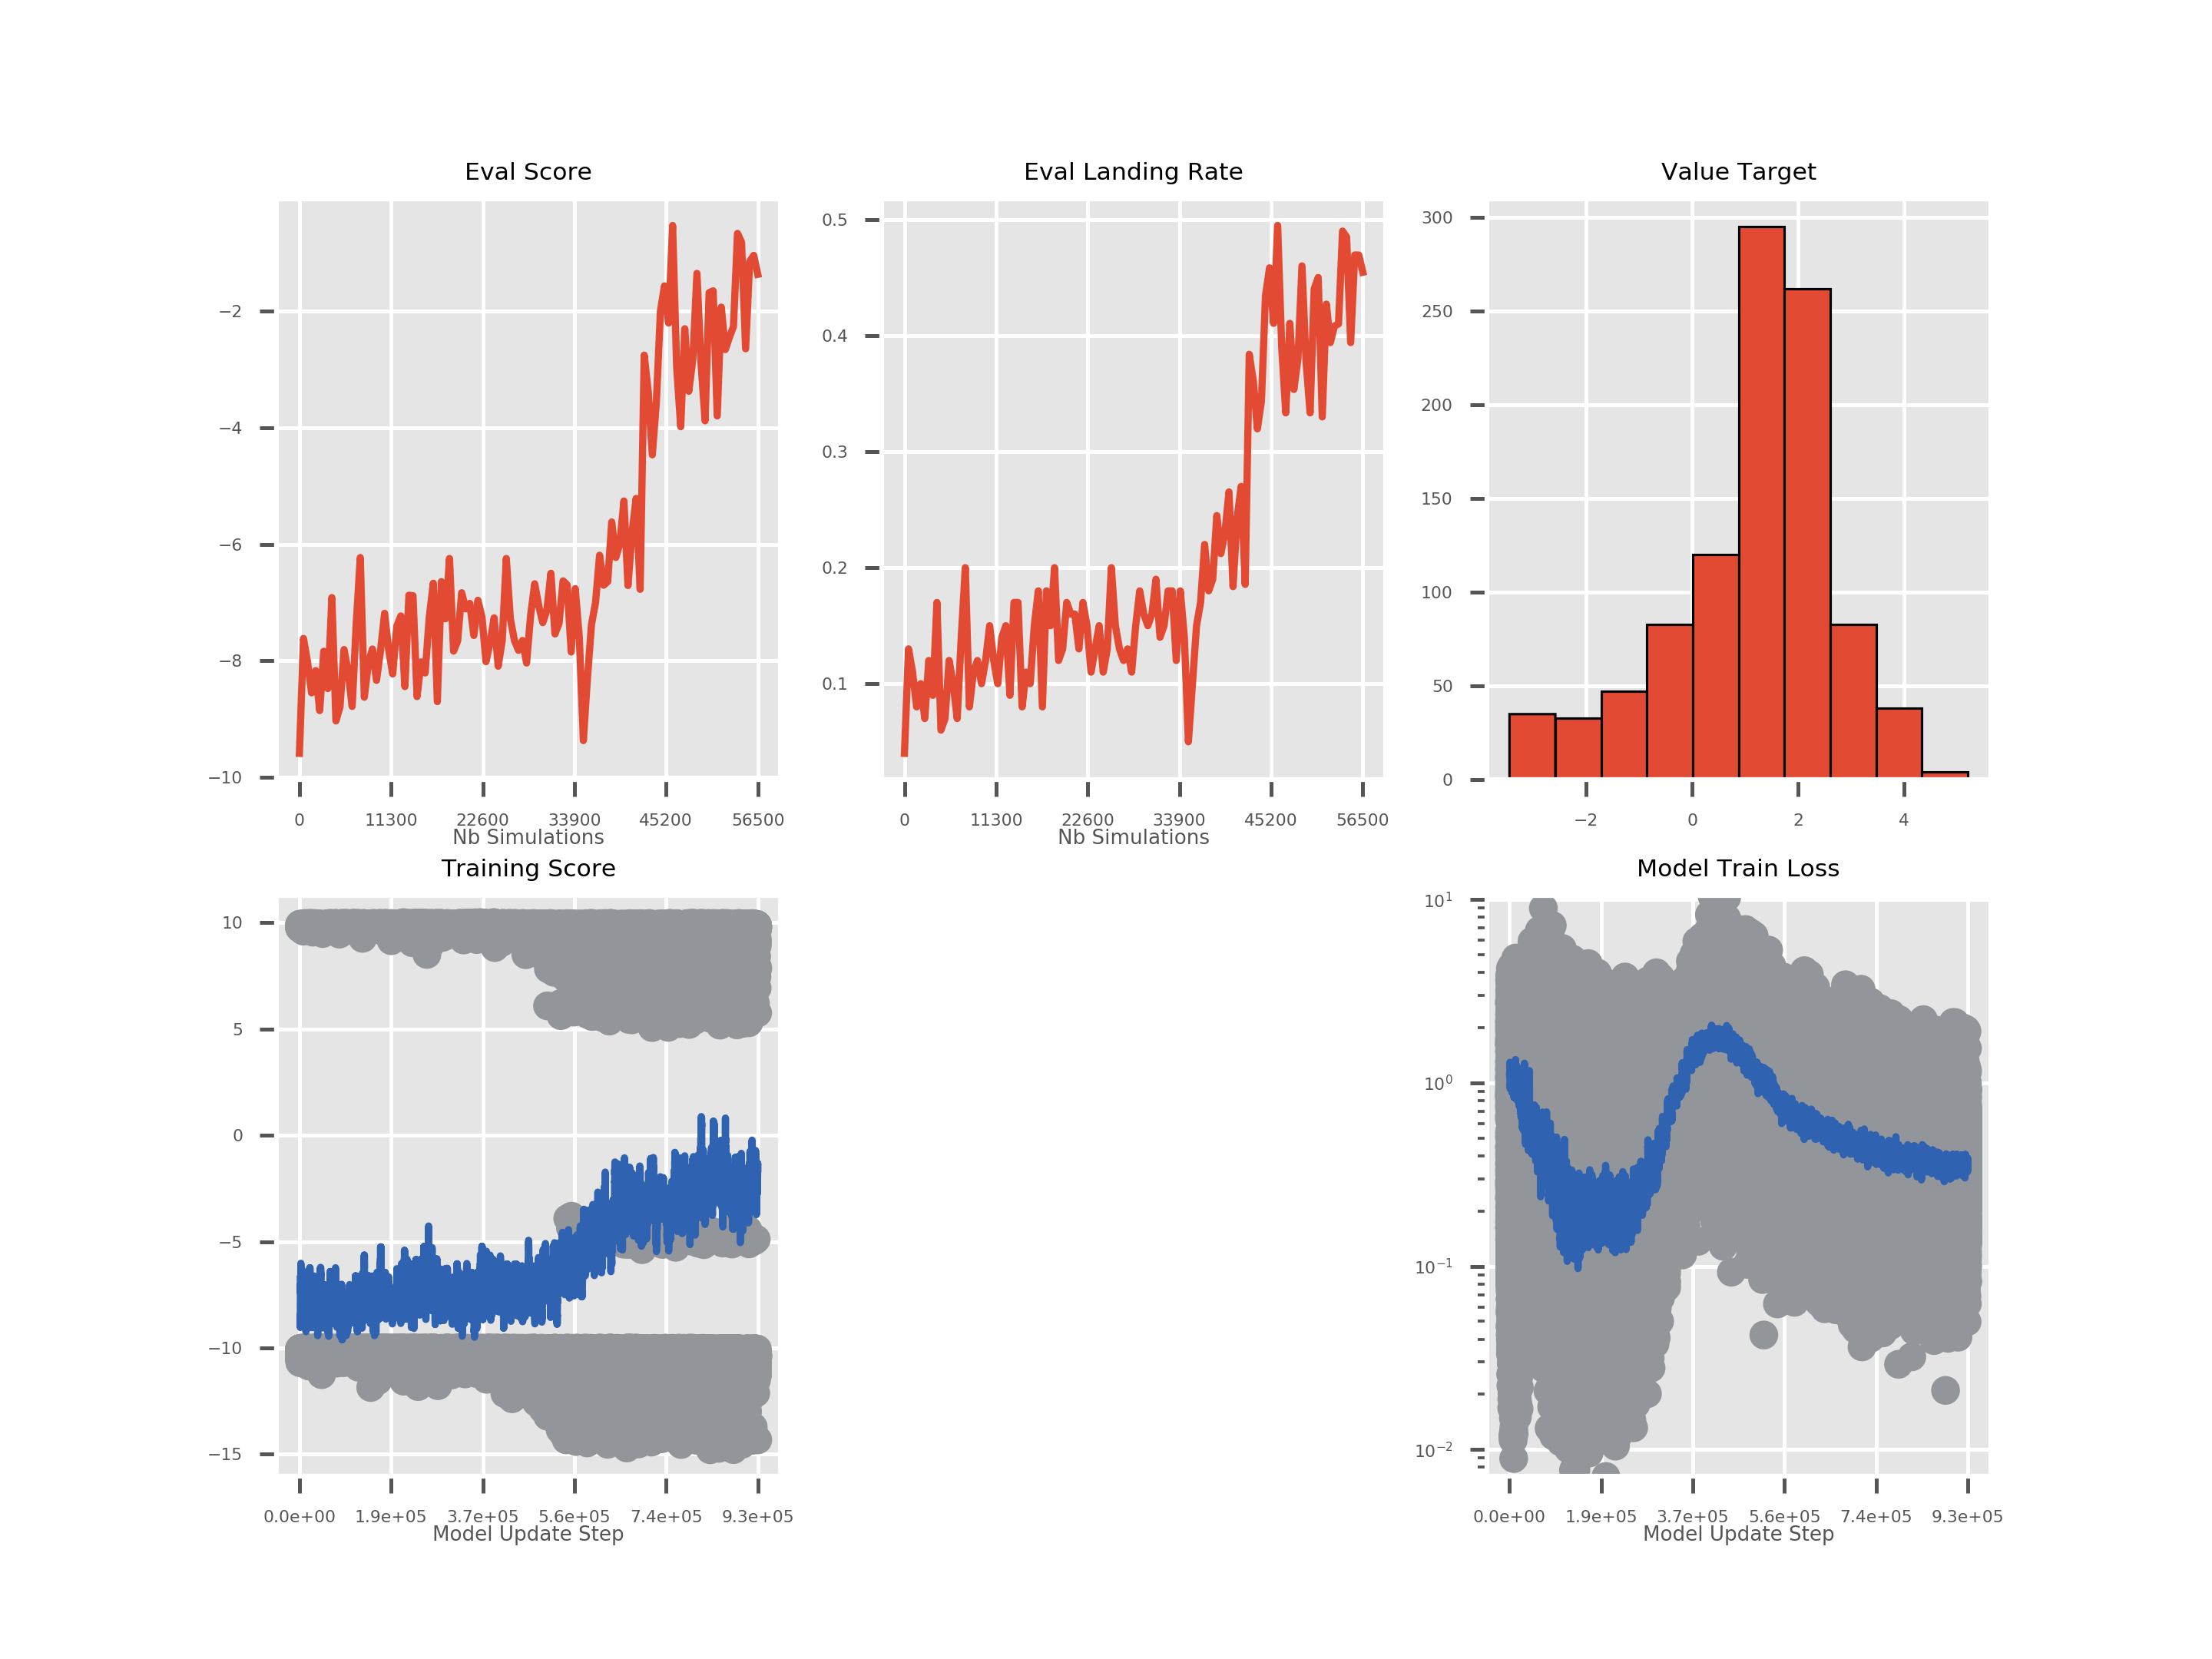 Eval Score
−2
−4
−6
−8
−10
0 11300 22600 33900 45200 56500
Nb Simulations
Eval Landing Rate
0.5
0.4
0.3
0.2
0.1
0 11300 22600 33900 45200 56500
Nb Simulations
Value Target
300
250
200
150
100
50
0
−2 0 2 4
Training Score
10
5
0
−5
−10
−15
0.0e+00 1.9e+05 3.7e+05 5.6e+05 7.4e+05 9.3e+05
Model Update Step
Model Train Loss
10¹
10⁰
10⁻¹
10⁻²
0.0e+00 1.9e+05 3.7e+05 5.6e+05 7.4e+05 9.3e+05
Model Update Step